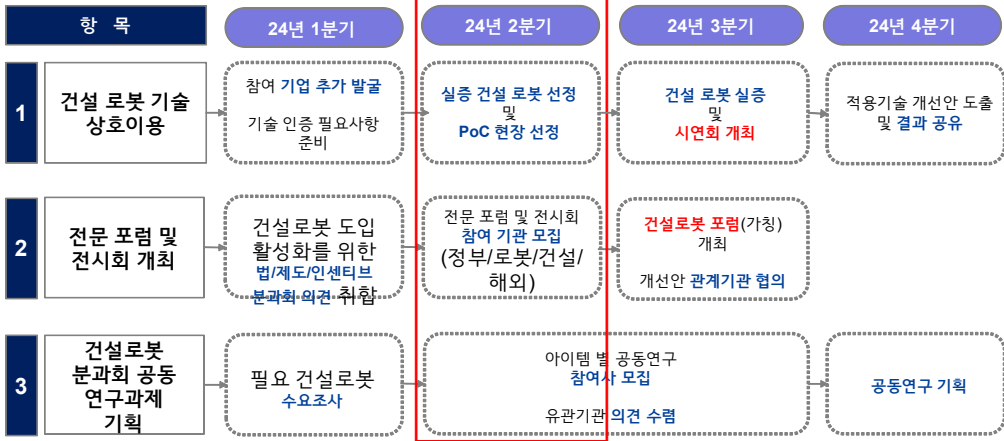 항 목
24년 1분기
24년 2분기
24년 3분기
24년 4분기
1
건설 로봇 기술
상호이용
참여 기업 추가 발굴
기술 인증 필요사항
준비
실증 건설 로봇 선정
및
PoC 현장 선정
건설 로봇 실증
및
시연회 개최
적용기술 개선안 도출
및 결과 공유
2
전문 포럼 및
전시회 개최
건설로봇 도입
활성화를 위한
법/제도/인센티브
분과회 의견 취합
전문 포럼 및 전시회
참여 기관 모집
(정부/로봇/건설/
해외)
건설로봇 포럼(가칭)
개최
개선안 관계기관 협의
3
건설로봇
분과회 공동
연구과제
기획
필요 건설로봇
수요조사
아이템 별 공동연구
참여사 모집
유관기관 의견 수렴
공동연구 기획